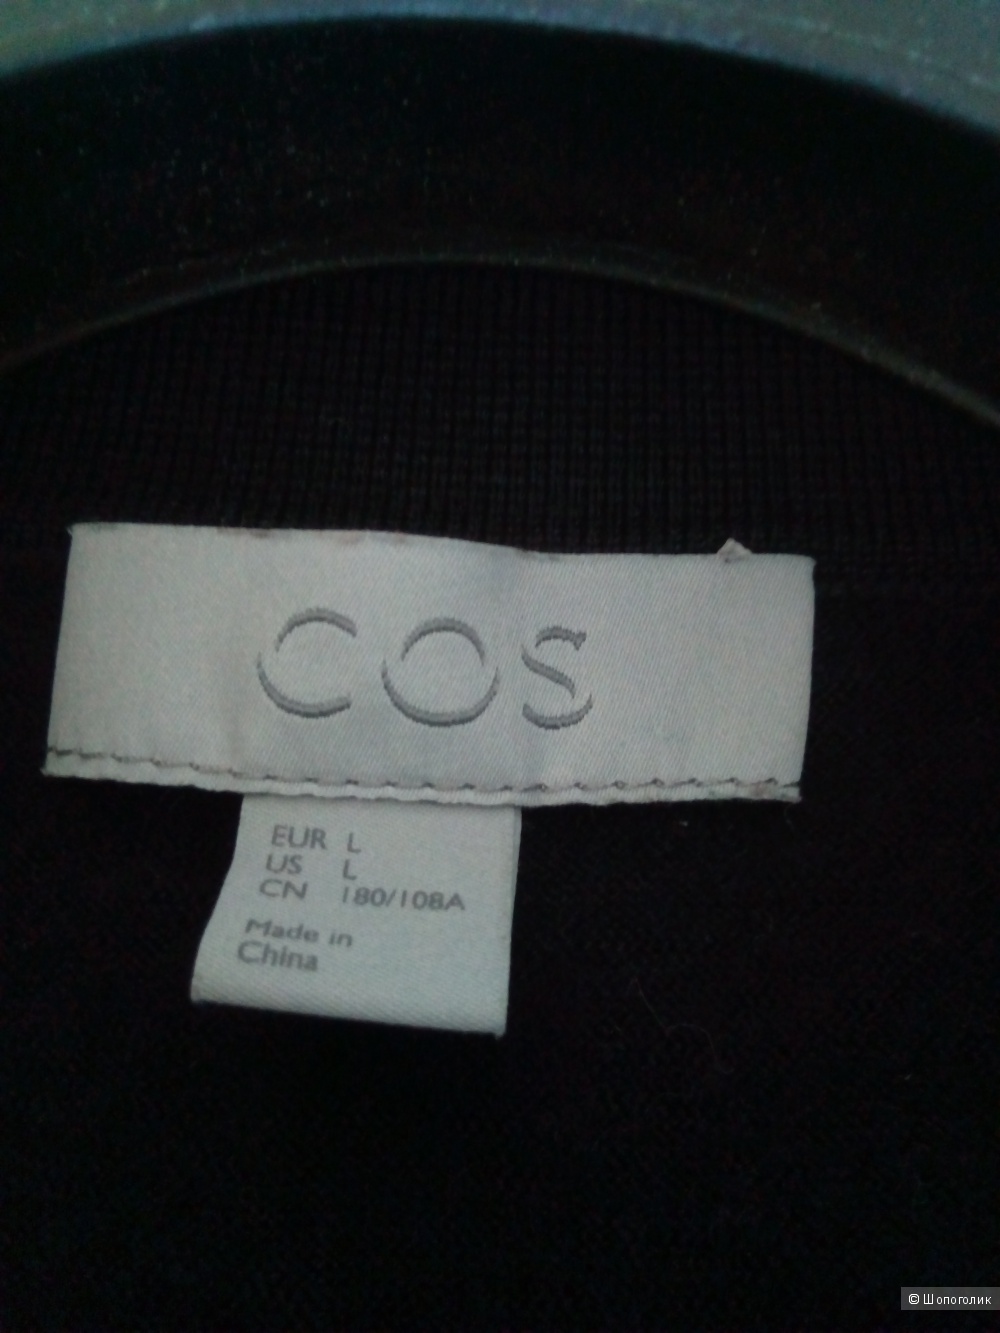 COS
EUR L
US L
CN 180/108A
Made in
China
© Шопоголик